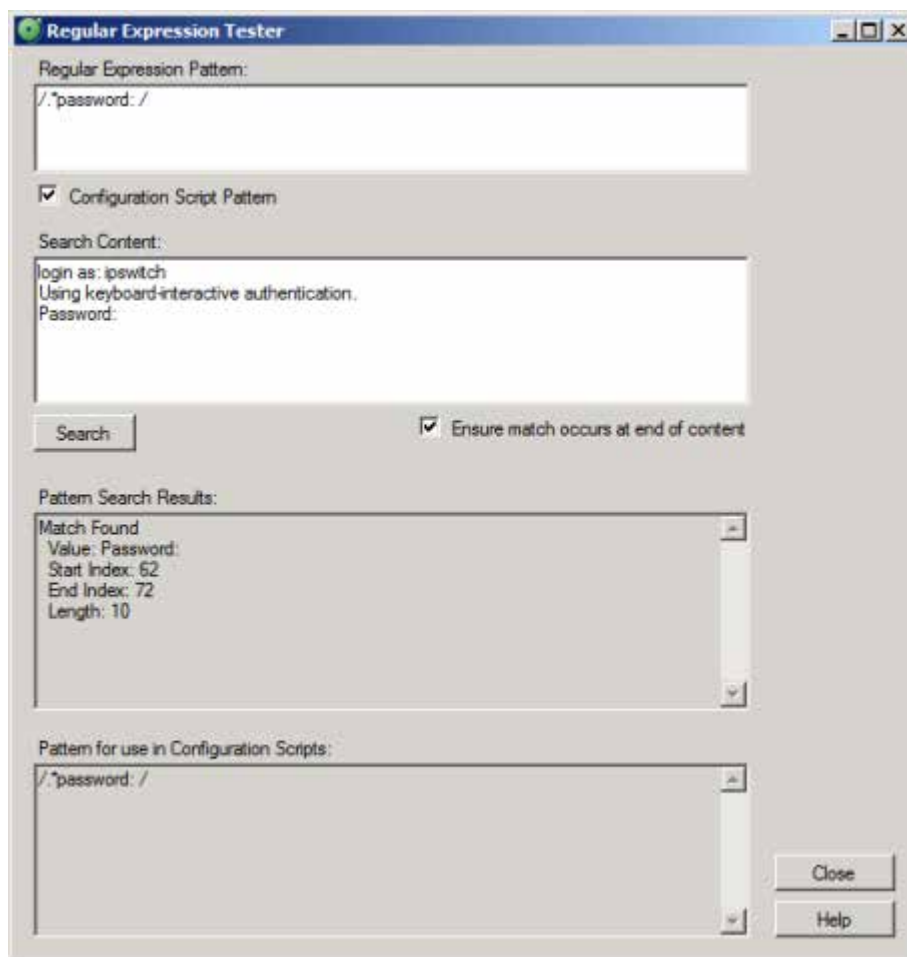 Regular Expression Tester
Regular Expression Pattern:
/.*password: /
Configuration Script Pattern
Search Content:
login as: ipswitch
Using keyboard-interactive authentication.
Password:
Search
Ensure match occurs at end of content
Pattern Search Results:
Match Found
Value: Password:
Start Index: 62
End Index: 72
Length: 10
Pattern for use in Configuration Scripts:
/.*password: /
Close
Help